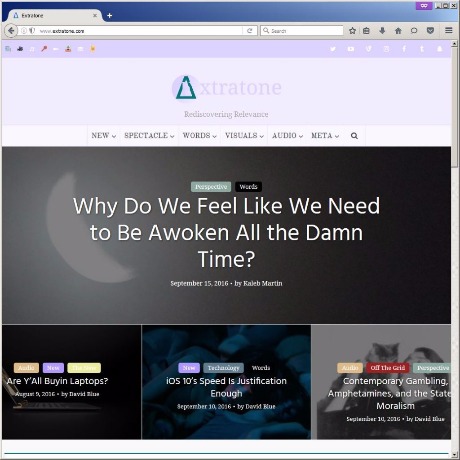 Extratone
www.extratone.com
Search
xtratone
Rediscovering Relevance
NEW SPECTACLE WORDS VISUALS AUDIO META
Perspective Words
Why Do We Feel Like We Need
to Be Awoken All the Damn
Time?
September 15, 2016 • by Kaleb Martin
Audio New
Are Y'All Buyin Laptops?
August 9, 2016 • by David Blue
New Technology Words
iOS 10's Speed Is Justification
Enough
September 10, 2016 • by David Blue
Audio Off The Grid Perspective
Contemporary Gambling,
Amphetamines, and the State
Moralism
September 10, 2016 • by David Blue